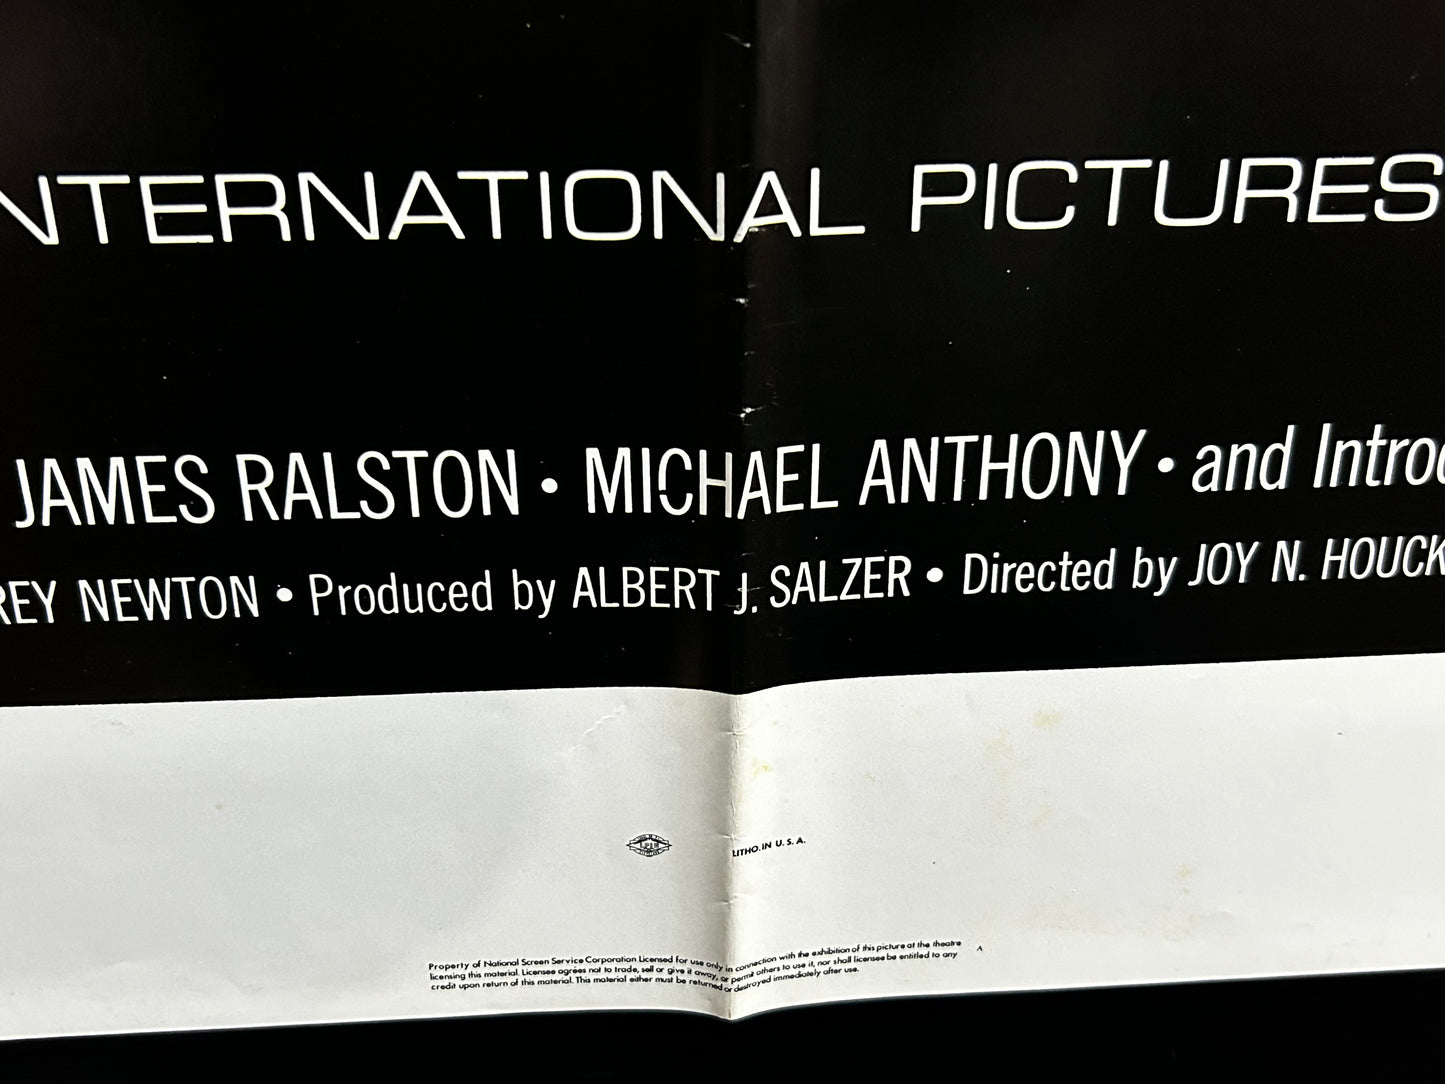 NTERNATIONAL PICTURES
JAMES RALSTON • MICHAEL ANTHONY • and Introd
REY NEWTON • Produced by ALBERT J. SALZER • Directed by JOY N. HOUCK
LITHO. IN U. S. A.
Property of National Screen Service Corporation Licensed for use only in connection with the exhibition of this picture at the theatre
licensing this material. Licensee agrees not to trade, sell or give it away, or permit others to use it, nor shall licensee be entitled to any
credit upon return of this material. This material either must be returned or destroyed immediately after use.
A